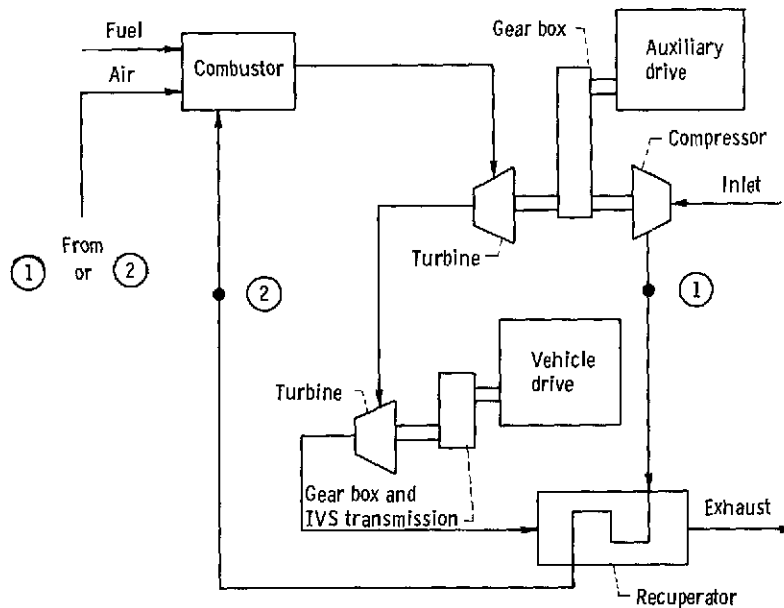 Fuel
Air
Combustor
Gear box
Auxiliary
drive
Compressor
Inlet
Turbine
From
1 or 2
2
1
Vehicle
drive
Turbine
Gear box and
IVS transmission
Exhaust
Recuperator